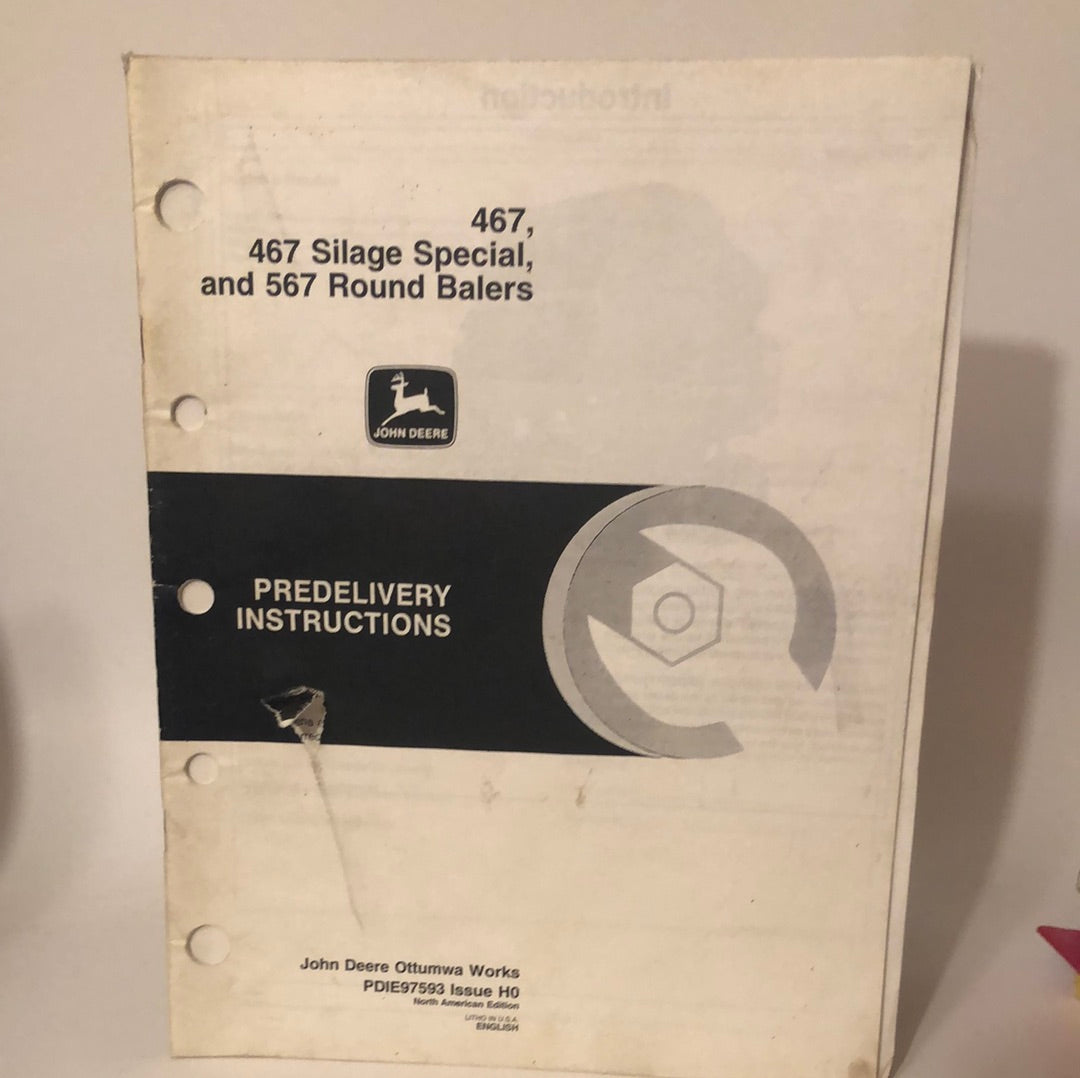 467,
467 Silage Special,
and 567 Round Balers
JOHN DEERE
PREDELIVERY
INSTRUCTIONS
John Deere Ottumwa Works
PDIE97593 Issue H0
North American Edition
LITHO IN U.S.A.
ENGLISH